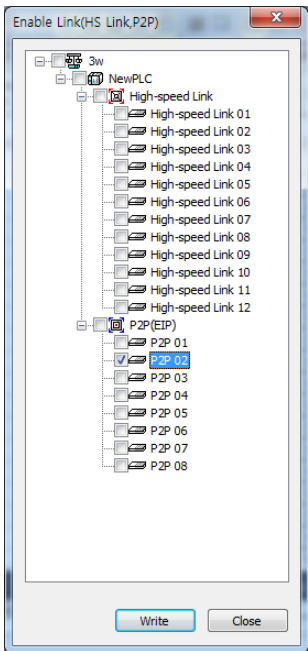 Enable Link(HS Link,P2P)
3w
NewPLC
High-speed Link
High-speed Link 01
High-speed Link 02
High-speed Link 03
High-speed Link 04
High-speed Link 05
High-speed Link 06
High-speed Link 07
High-speed Link 08
High-speed Link 09
High-speed Link 10
High-speed Link 11
High-speed Link 12
P2P(EIP)
P2P 01
P2P 02
P2P 03
P2P 04
P2P 05
P2P 06
P2P 07
P2P 08
Write Close